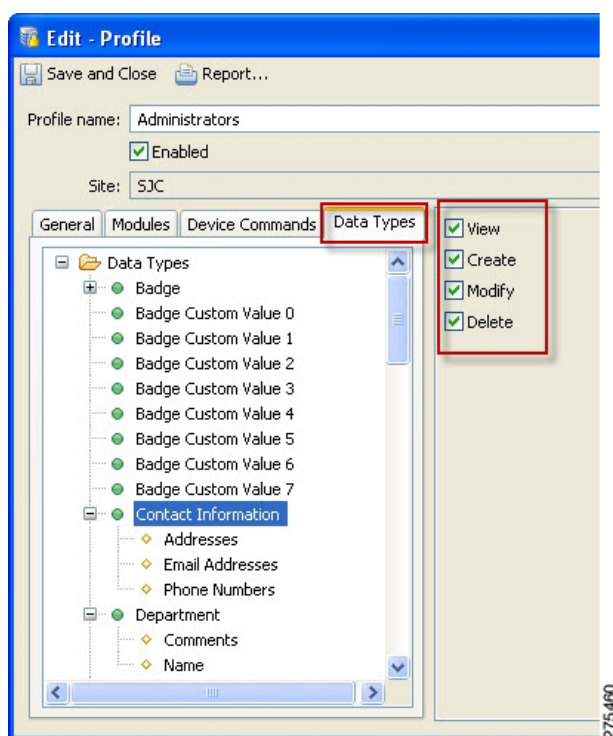 Edit - Profile
Save and Close Report...
Profile name: Administrators
Enabled
Site: SJC
General Modules Device Commands Data Types
View
Create
Modify
Delete
Data Types
Badge
Badge Custom Value 0
Badge Custom Value 1
Badge Custom Value 2
Badge Custom Value 3
Badge Custom Value 4
Badge Custom Value 5
Badge Custom Value 6
Badge Custom Value 7
Contact Information
Addresses
Email Addresses
Phone Numbers
Department
Comments
Name
275460